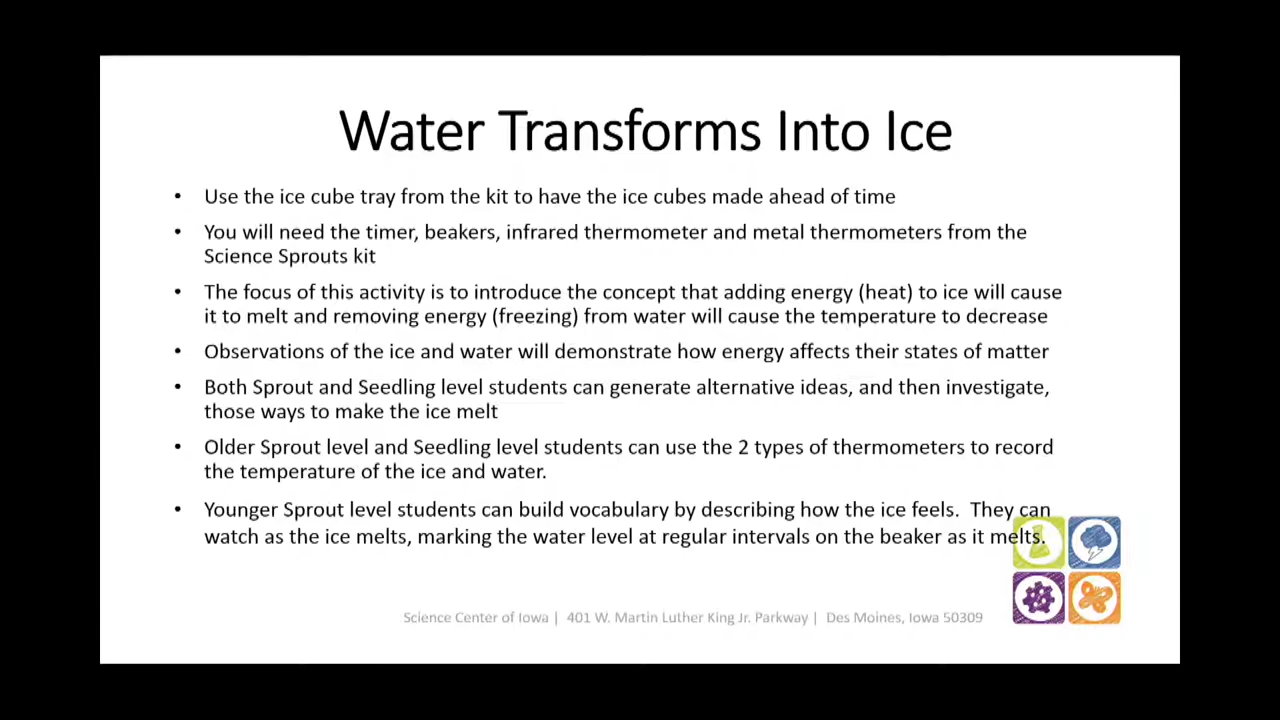 Water Transforms Into Ice
• Use the ice cube tray from the kit to have the ice cubes made ahead of time
• You will need the timer, beakers, infrared thermometer and metal thermometers from the
Science Sprouts kit
• The focus of this activity is to introduce the concept that adding energy (heat) to ice will cause
it to melt and removing energy (freezing) from water will cause the temperature to decrease
• Observations of the ice and water will demonstrate how energy affects their states of matter
• Both Sprout and Seedling level students can generate alternative ideas, and then investigate,
those ways to make the ice melt
• Older Sprout level and Seedling level students can use the 2 types of thermometers to record
the temperature of the ice and water.
• Younger Sprout level students can build vocabulary by describing how the ice feels.  They can
watch as the ice melts, marking the water level at regular intervals on the beaker as it melts.
Science Center of Iowa | 401 W. Martin Luther King Jr. Parkway | Des Moines, Iowa 50309